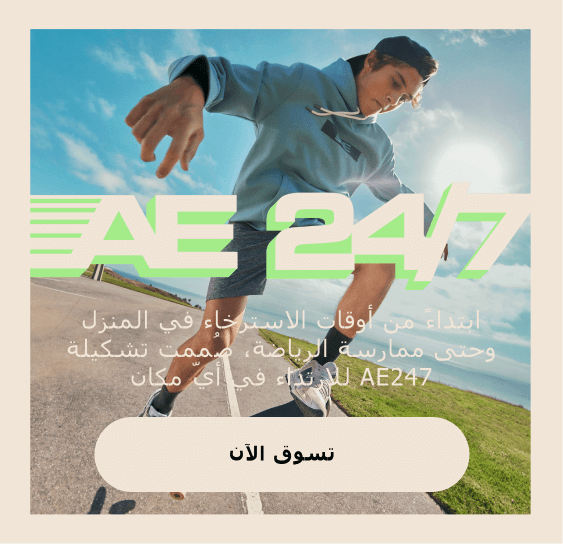 AE 24/7
ابتداءً من أوقات الاسترخاء في المنزل
وحتى ممارسة الرياضة، صُممت تشكيلة
AE247 للارتداء في أيّ مكان
تسوق الآن